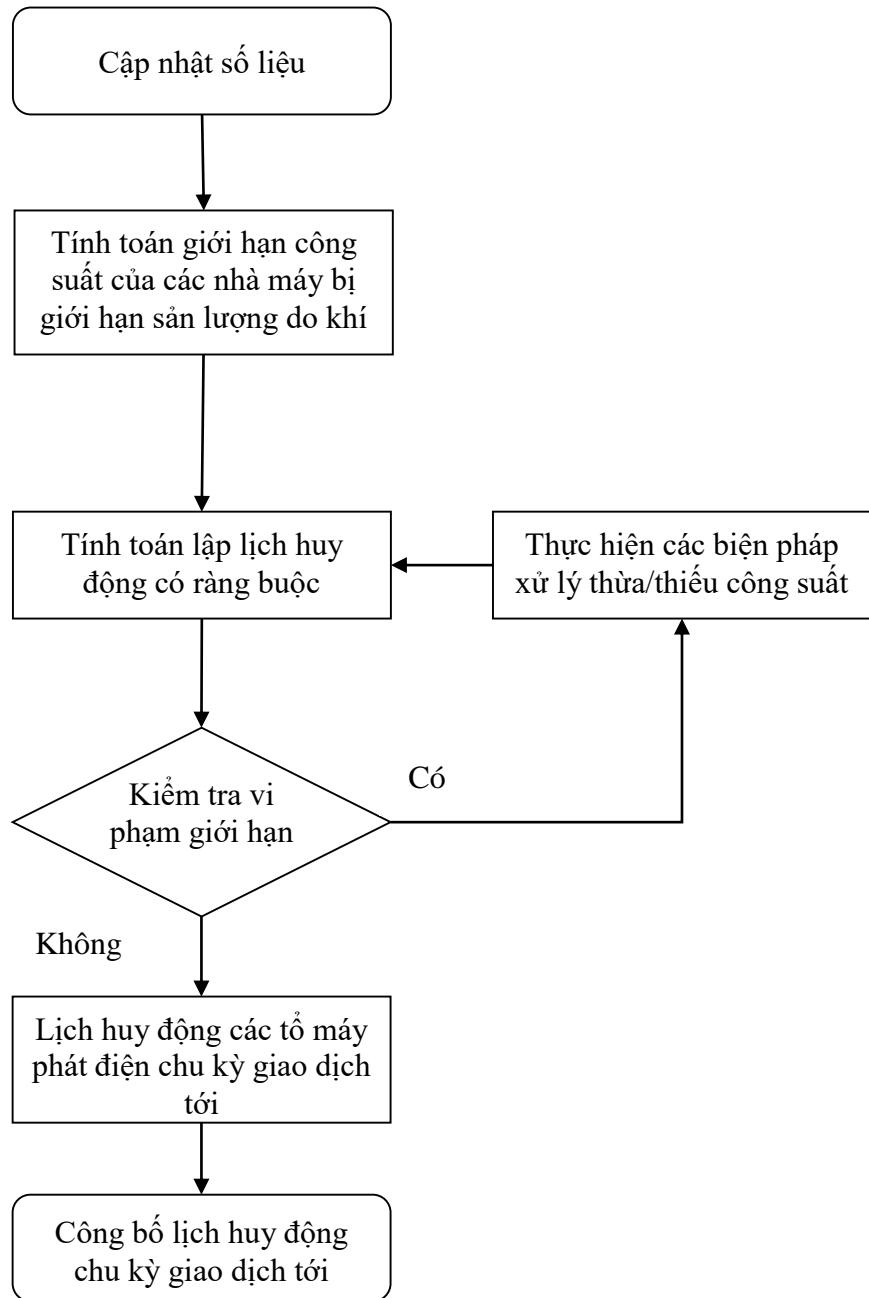 Cập nhật số liệu
Tính toán giới hạn công
suất của các nhà máy bị
giới hạn sản lượng do khí
Tính toán lập lịch huy
động có ràng buộc
Thực hiện các biện pháp
xử lý thừa/thiếu công suất
Kiểm tra vi
phạm giới hạn
Có
Không
Lịch huy động các tổ máy
phát điện chu kỳ giao dịch
tới
Công bố lịch huy động
chu kỳ giao dịch tới